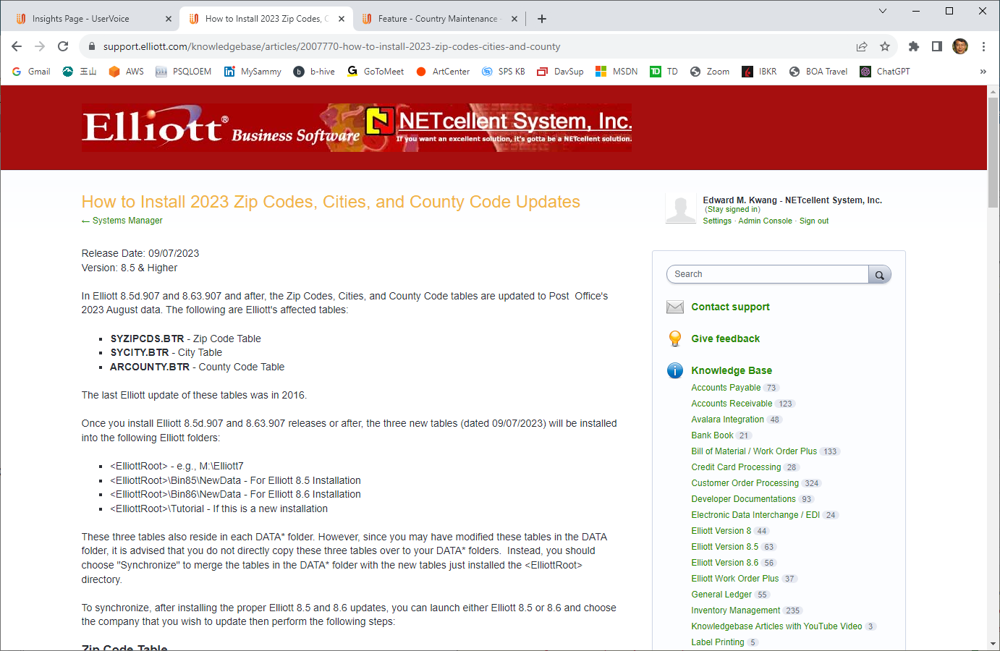 Insights Page - UserVoice
How to Install 2023 Zip Codes, C
Feature - Country Maintenance -
support.elliott.com/knowledgebase/articles/2007770-how-to-install-2023-zip-codes-cities-and-county
Gmail
玉山
AWS
PSQLOEM
MySammy
b-hive
GoToMeet
ArtCenter
SPS KB
DavSup
MSDN
TD
Zoom
IBKR
BOA Travel
ChatGPT
»
Elliott® Business Software
N NETcellent System, Inc.
If you want an excellent solution, it's gotta be a NETcellent solution.
How to Install 2023 Zip Codes, Cities, and County Code Updates
← Systems Manager
Edward M. Kwang - NETcellent System, Inc.
(Stay signed in)
Settings · Admin Console · Sign out
Release Date: 09/07/2023
Version: 8.5 & Higher
In Elliott 8.5d.907 and 8.63.907 and after, the Zip Codes, Cities, and County Code tables are updated to Post  Office's
2023 August data. The following are Elliott's affected tables:
SYZIPCDS.BTR - Zip Code Table
SYCITY.BTR - City Table
ARCOUNTY.BTR - County Code Table
The last Elliott update of these tables was in 2016.
Once you install Elliott 8.5d.907 and 8.63.907 releases or after, the three new tables (dated 09/07/2023) will be installed
into the following Elliott folders:
<ElliottRoot> - e.g., M:\Elliott7
<ElliottRoot>\Bin85\NewData - For Elliott 8.5 Installation
<ElliottRoot>\Bin86\NewData - For Elliott 8.6 Installation
<ElliottRoot>\Tutorial - If this is a new installation
These three tables also reside in each DATA* folder. However, since you may have modified these tables in the DATA
folder, it is advised that you do not directly copy these three tables over to your DATA* folders.  Instead, you should
choose "Synchronize" to merge the tables in the DATA* folder with the new tables just installed the <ElliottRoot>
directory.
To synchronize, after installing the proper Elliott 8.5 and 8.6 updates, you can launch either Elliott 8.5 or 8.6 and choose
the company that you wish to update then perform the following steps:
Zip Code Table
Search
Contact support
Give feedback
Knowledge Base
Accounts Payable 73
Accounts Receivable 123
Avalara Integration 48
Bank Book 21
Bill of Material / Work Order Plus 133
Credit Card Processing 28
Customer Order Processing 324
Developer Documentations 93
Electronic Data Interchange / EDI 24
Elliott Version 8 44
Elliott Version 8.5 63
Elliott Version 8.6 56
Elliott Work Order Plus 37
General Ledger 55
Inventory Management 235
Knowledgebase Articles with YouTube Video 3
Label Printing 5